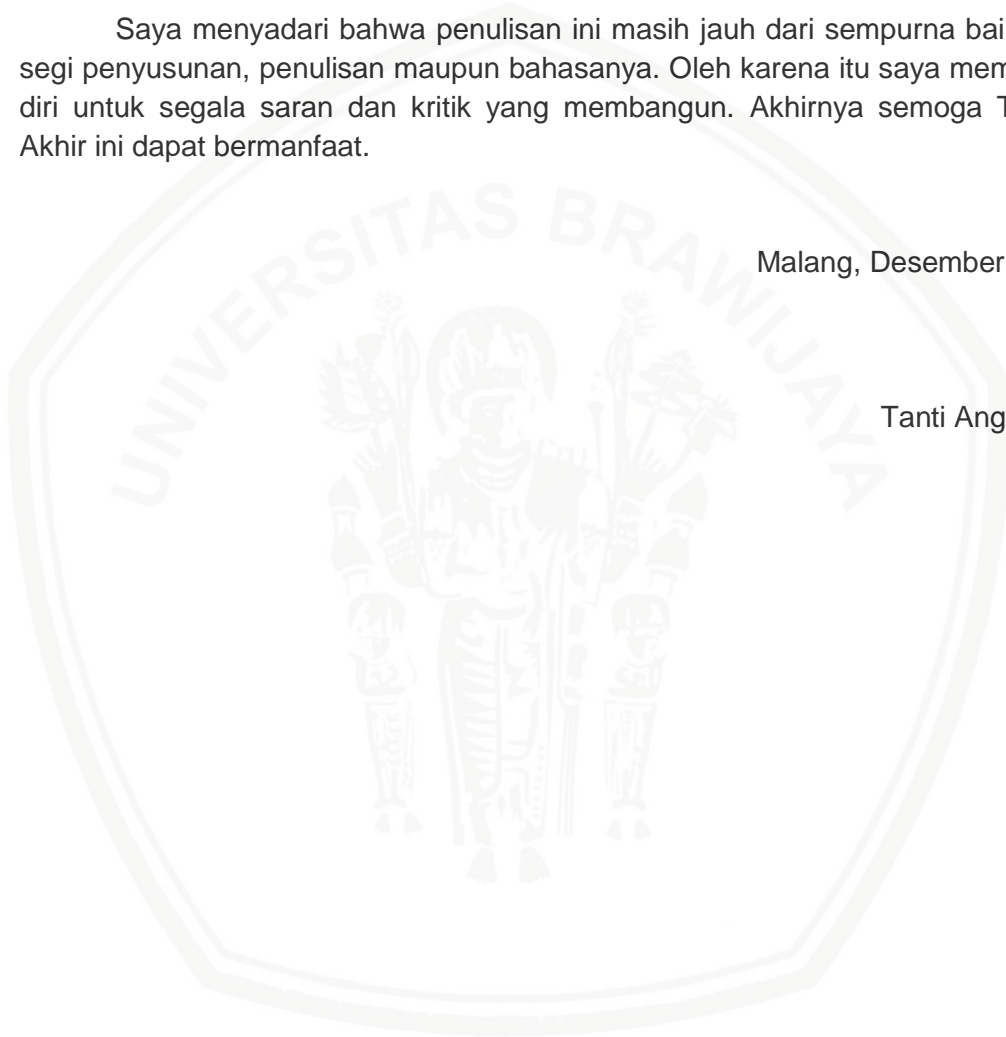 Saya menyadari bahwa penulisan ini masih jauh dari sempurna bai
segi penyusunan, penulisan maupun bahasanya. Oleh karena itu saya mem
diri untuk segala saran dan kritik yang membangun. Akhirnya semoga T
Akhir ini dapat bermanfaat.
UNIVERSITAS BRAWIJAYA
Malang, Desember
Tanti Ang